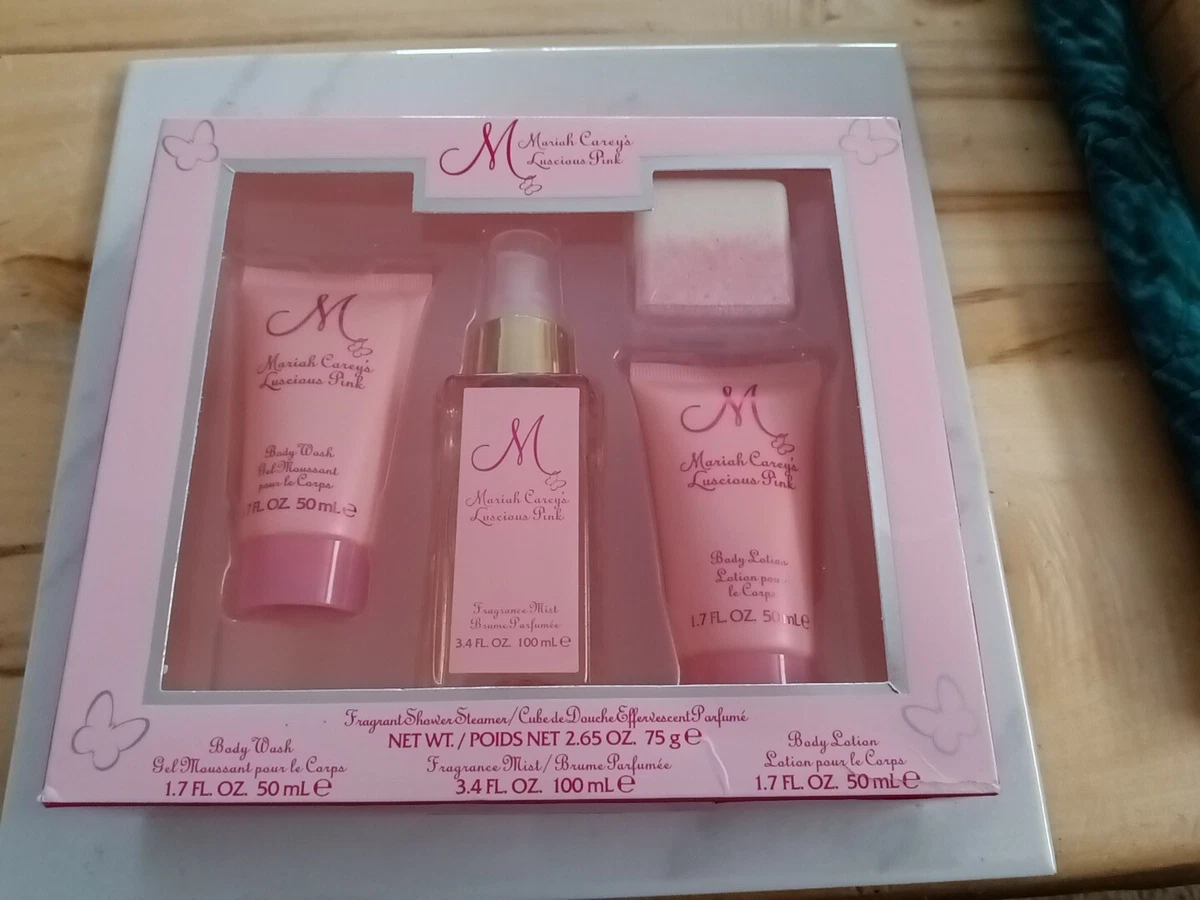 M Mariah Carey's
Luscious Pink
M
Mariah Carey's
Luscious Pink
Body Wash
Gel Moussant
pour le Corps
7 FL. OZ. 50 mL e
M
Mariah Carey's
Luscious Pink
Fragrance Mist
Brume Parfumée
3.4 FL. OZ. 100 mL e
M
Mariah Carey's
Luscious Pink
Body Lotion
Lotion pou
le Corps
1.7 FL. OZ. 50 mL e
Fragrant Shower Steamer / Cube de Douche Effervescent Parfumé
NET WT. / POIDS NET 2.65 OZ. 75 g e
Body Wash
Gel Moussant pour le Corps
1.7 FL. OZ. 50 mL e
Fragrance Mist / Brume Parfumée
3.4 FL. OZ. 100 mL e
Body Lotion
Lotion pour le Corps
1.7 FL. OZ. 50 mL e